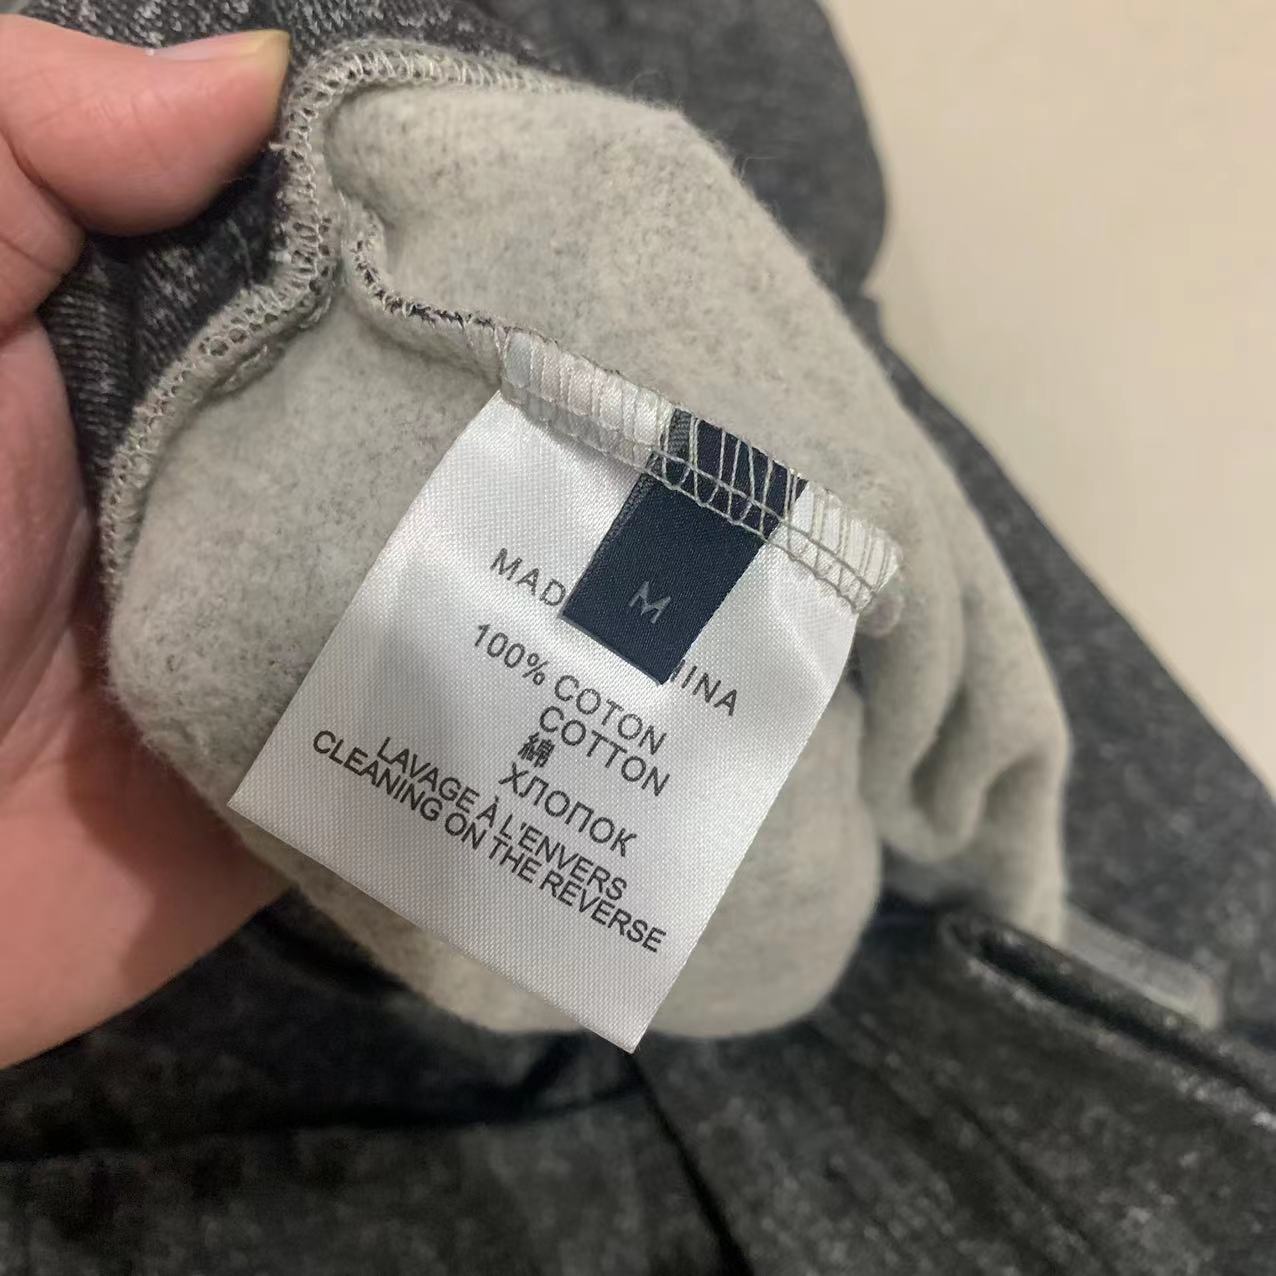 M
MAD
INA
100% COTON
COTTON
綿
ХЛОПОК
LAVAGE À L'ENVERS
CLEANING ON THE REVERSE